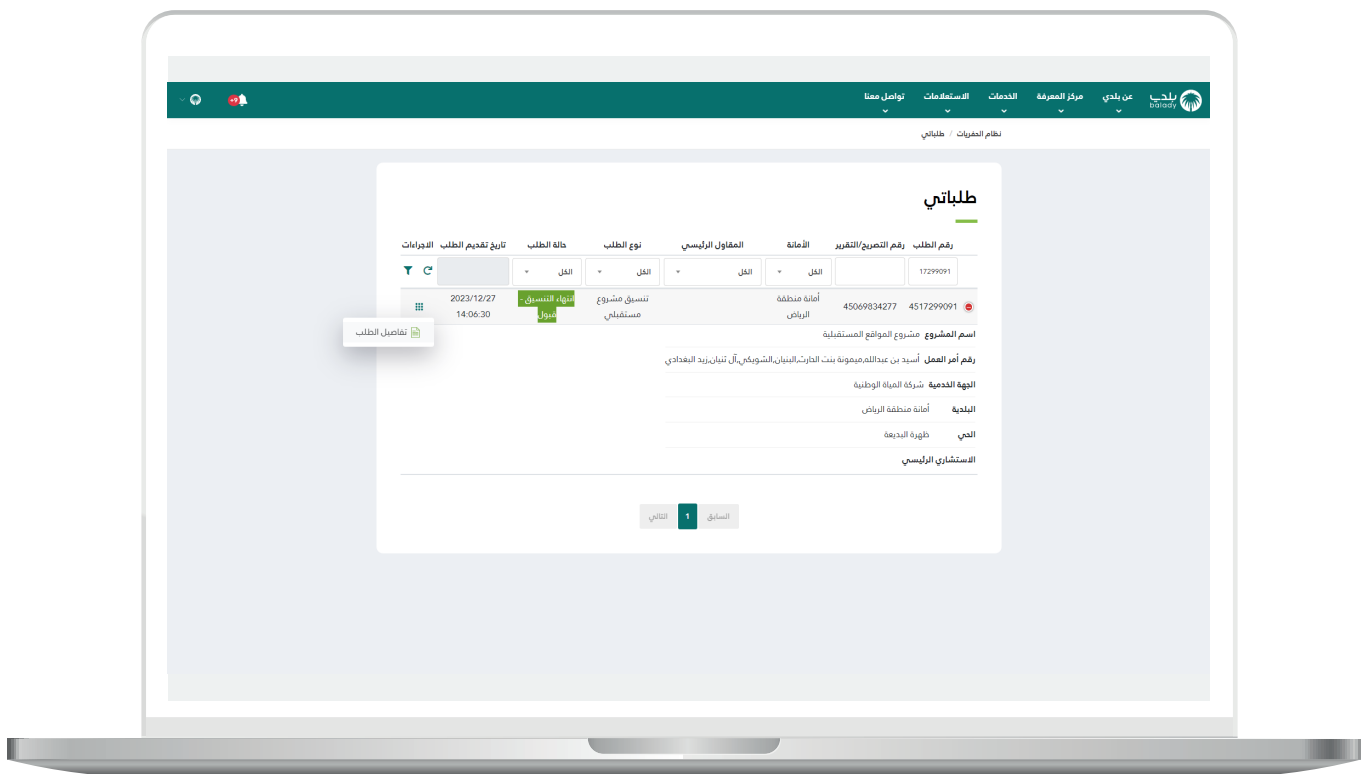 بلدي
balady
عن بلدي
مركز المعرفة
الخدمات
الاستعلامات
تواصل معنا
+9
نظام الحفريات / طلباتي
طلباتي
رقم الطلب
رقم التصريح/التقرير
الأمانة
المقاول الرئيسي
نوع الطلب
حالة الطلب
تاريخ تقديم الطلب
الاجراءات
17299091
الكل
الكل
الكل
الكل
4517299091
45069834277
أمانة منطقة
الرياض
تنسيق مشروع
مستقبلي
انتهاء التنسيق -
قبول
2023/12/27
14:06:30
تفاصيل الطلب
اسم المشروع مشروع المواقع المستقبلية
رقم أمر العمل أسيد بن عبدالله,ميمونة بنت الحارث,البنيان,الشويكي,آل ثنيان,زيد البغدادي
الجهة الخدمية شركة المياة الوطنية
البلدية أمانة منطقة الرياض
الحي ظهرة البديعة
الاستشاري الرئيسي
السابق 1 التالي